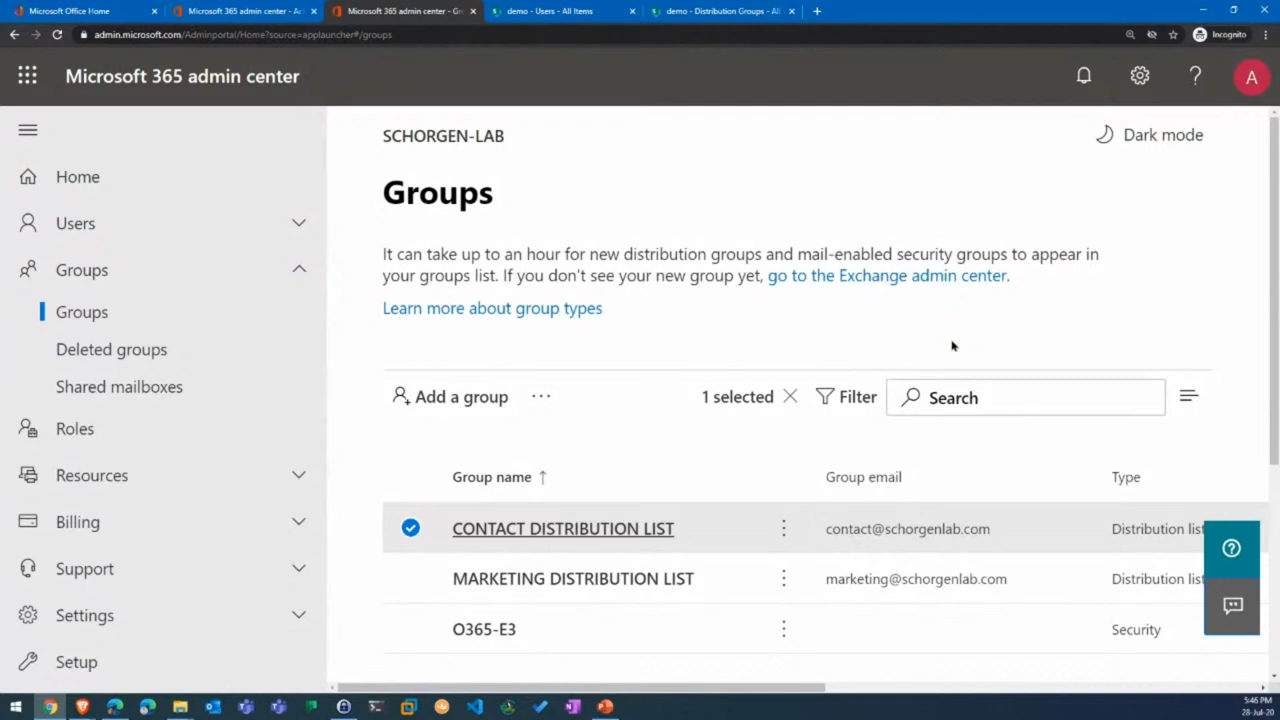 Microsoft Office Home
Microsoft 365 admin center - Ac
Microsoft 365 admin center - Gr
demo - Users - All Items
demo - Distribution Groups - All
admin.microsoft.com/Adminportal/Home?source=applauncher#/groups
Incognito
Microsoft 365 admin center
A
Home
Users
Groups
Groups
Deleted groups
Shared mailboxes
Roles
Resources
Billing
Support
Settings
Setup
SCHORGEN-LAB
Dark mode
Groups
It can take up to an hour for new distribution groups and mail-enabled security groups to appear in
your groups list. If you don't see your new group yet, go to the Exchange admin center.
Learn more about group types
Add a group
1 selected
Filter
Search
Group name
Group email
Type
CONTACT DISTRIBUTION LIST
contact@schorgenlab.com
Distribution list
MARKETING DISTRIBUTION LIST
marketing@schorgenlab.com
Distribution list
O365-E3
Security
5:46 PM
28-Jul-20